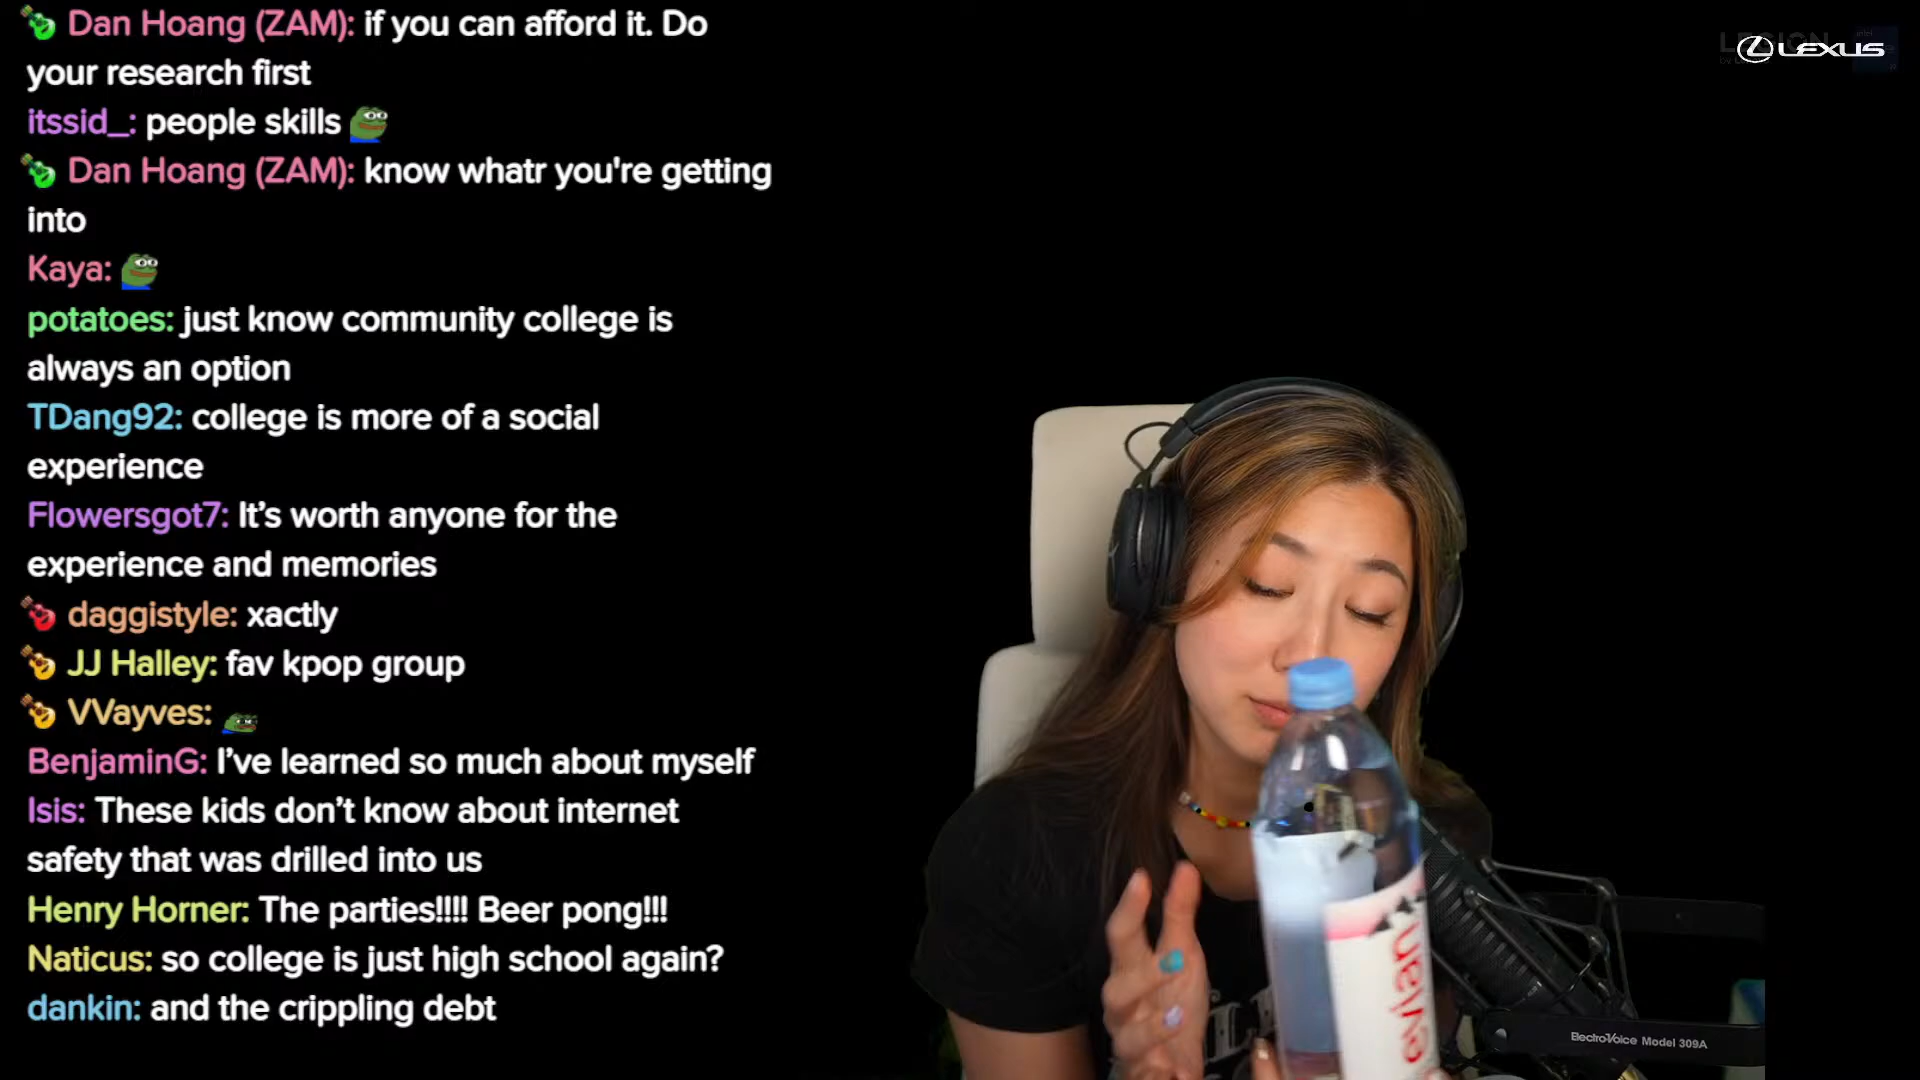 Dan Hoang (ZAM): if you can afford it. Do
your research first
itssid_: people skills
Dan Hoang (ZAM): know whatr you're getting
into
Kaya:
potatoes: just know community college is
always an option
TDang92: college is more of a social
experience
Flowersgot7: It’s worth anyone for the
experience and memories
daggistyle: xactly
JJ Halley: fav kpop group
VVayves:
BenjaminG: I’ve learned so much about myself
Isis: These kids don’t know about internet
safety that was drilled into us
Henry Horner: The parties!!!! Beer pong!!!
Naticus: so college is just high school again?
dankin: and the crippling debt
LEGION
LEXUS
evian
ElectroVoice Model 309A